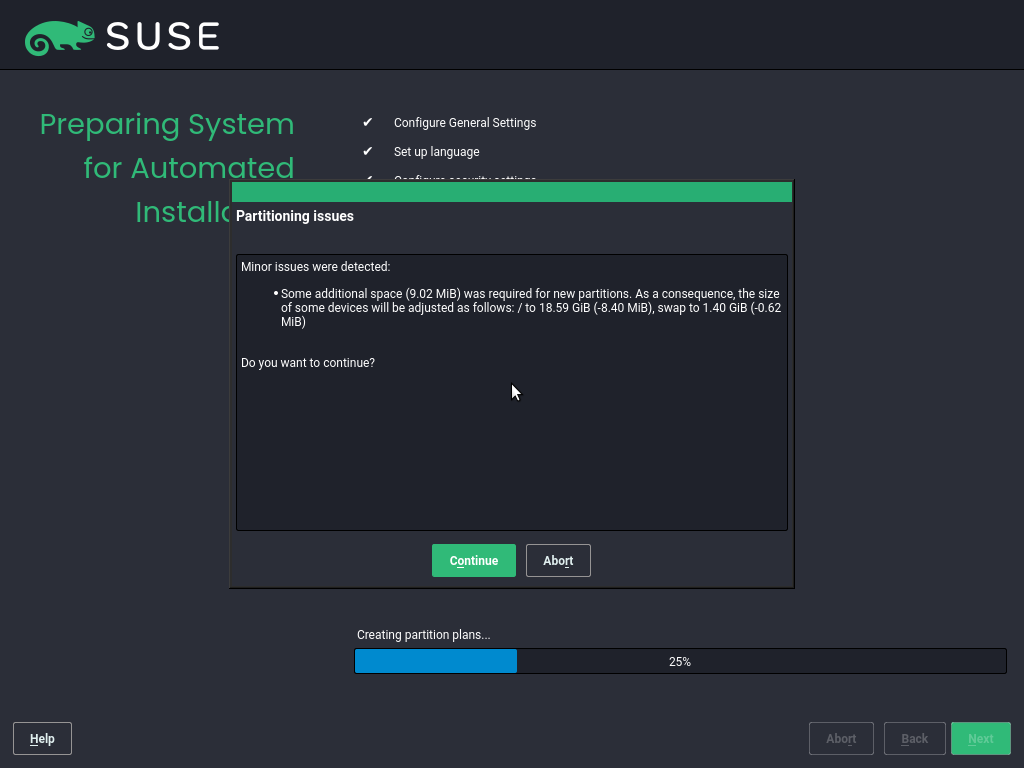 SUSE
Preparing System
for Automated
Installa
✔ Configure General Settings
✔ Set up language
✔ Configure security settings
Partitioning issues
Minor issues were detected:
• Some additional space (9.02 MiB) was required for new partitions. As a consequence, the size
of some devices will be adjusted as follows: / to 18.59 GiB (-8.40 MiB), swap to 1.40 GiB (-0.62
MiB)
Do you want to continue?
Continue Abort
Creating partition plans...
25%
Help Abort Back Next